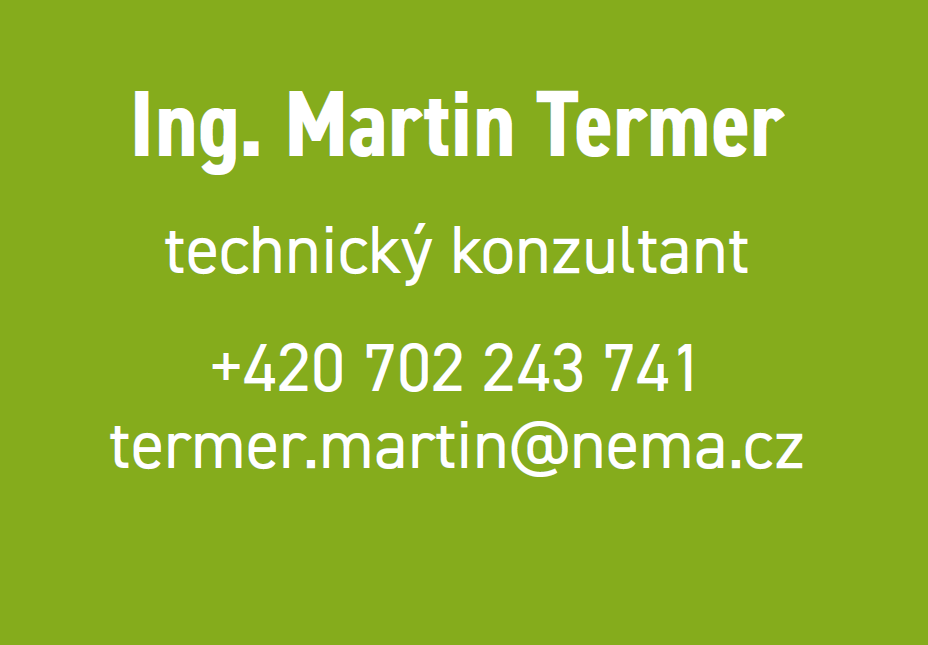 Ing. Martin Termer
technický konzultant
+420 702 243 741
termer.martin@nema.cz